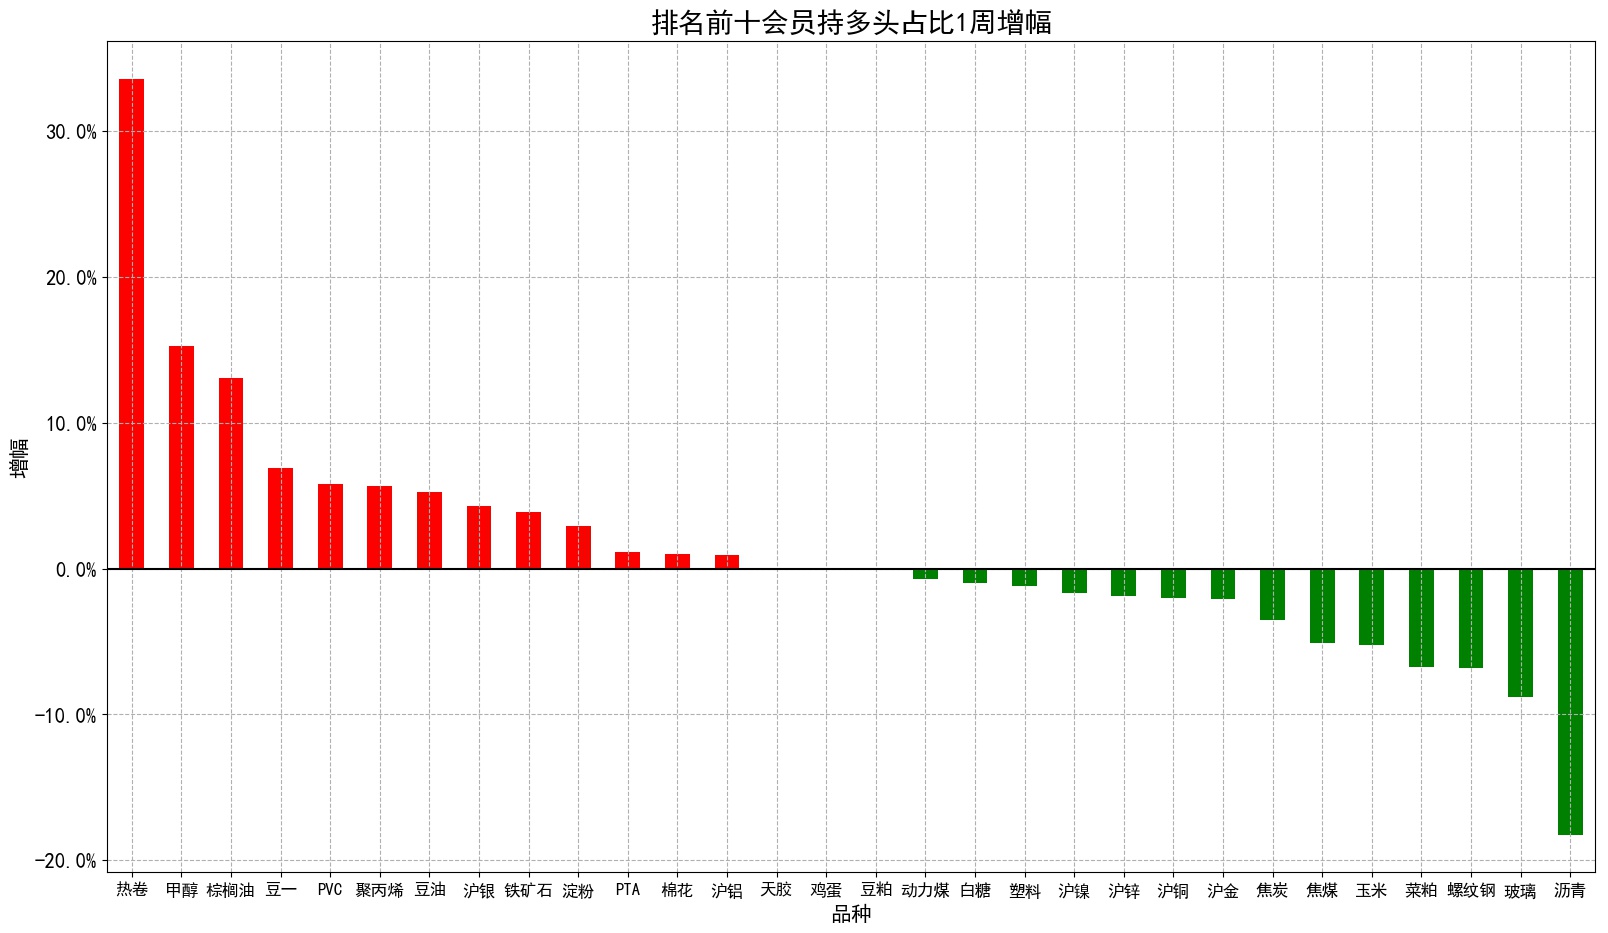 排名前十会员持多头占比1周增幅
增幅
30.0%
20.0%
10.0%
0.0%
-10.0%
-20.0%
热卷 甲醇 棕榈油 豆一 PVC 聚丙烯 豆油 沪银 铁矿石 淀粉 PTA 棉花 沪铝 天胶 鸡蛋 豆粕 动力煤 白糖 塑料 沪镍 沪锌 沪铜 沪金 焦炭 焦煤 玉米 菜粕 螺纹钢 玻璃 沥青
品种